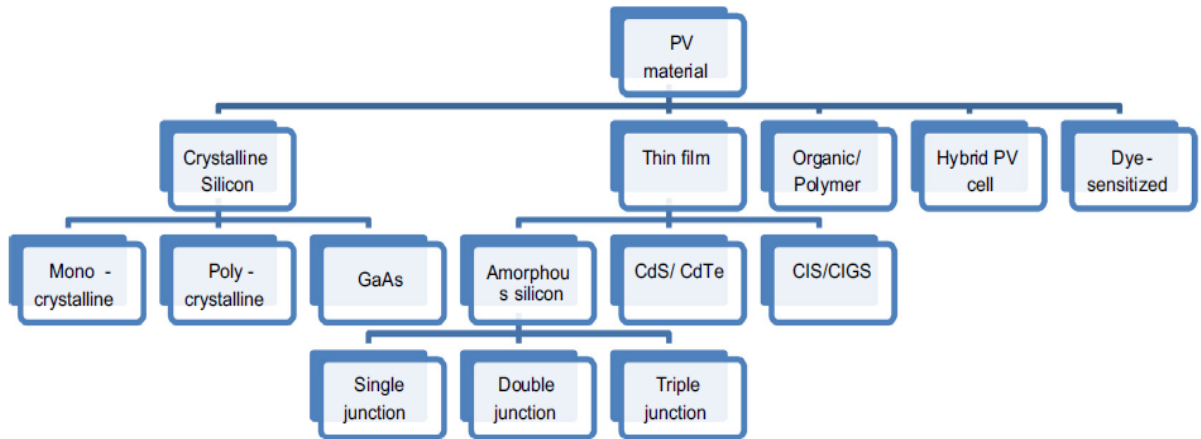 PV
material
Crystalline
Silicon
Thin film
Organic/
Polymer
Hybrid PV
cell
Dye-
sensitized
Mono -
crystalline
Poly -
crystalline
GaAs
Amorphou
s silicon
CdS/ CdTe
CIS/CIGS
Single
junction
Double
junction
Triple
junction